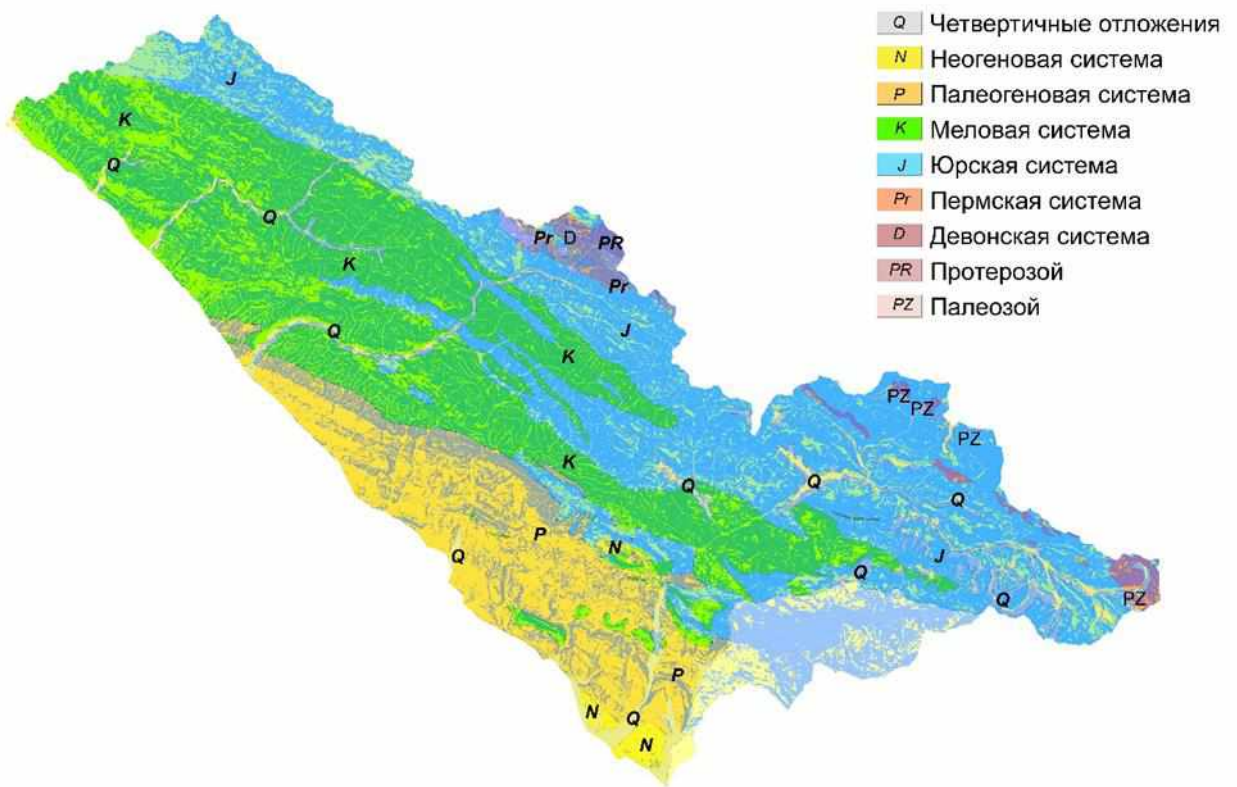 Q Четвертичные отложения
N Неогеновая система
P Палеогеновая система
K Меловая система
J Юрская система
Pr Пермская система
D Девонская система
PR Протерозой
PZ Палеозой
J
K
Q
Q
Pr D PR
K
Pr
Q
J
K
PZ
PZ
PZ
K
Q
Q
Q
P
N
Q
J
Q
Q
PZ
P
N
Q
N